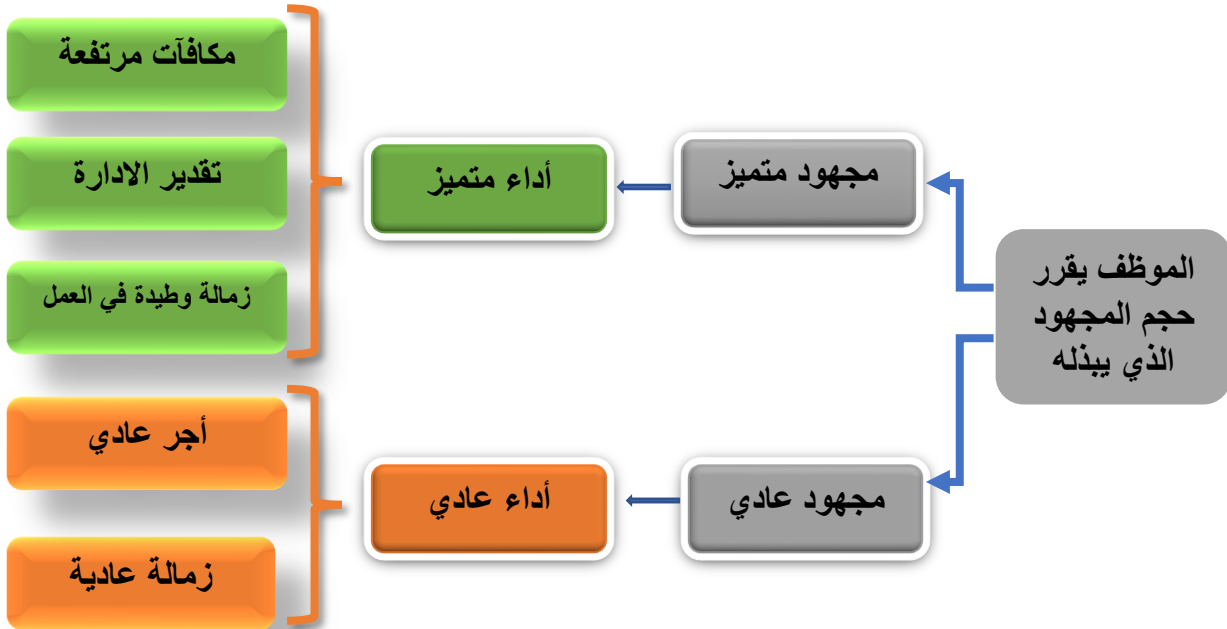 الموظف يقرر
حجم المجهود
الذي يبذله
مجهود متميز
أداء متميز
مكافآت مرتفعة
تقدير الادارة
زمالة وطيدة في العمل
مجهود عادي
أداء عادي
أجر عادي
زمالة عادية